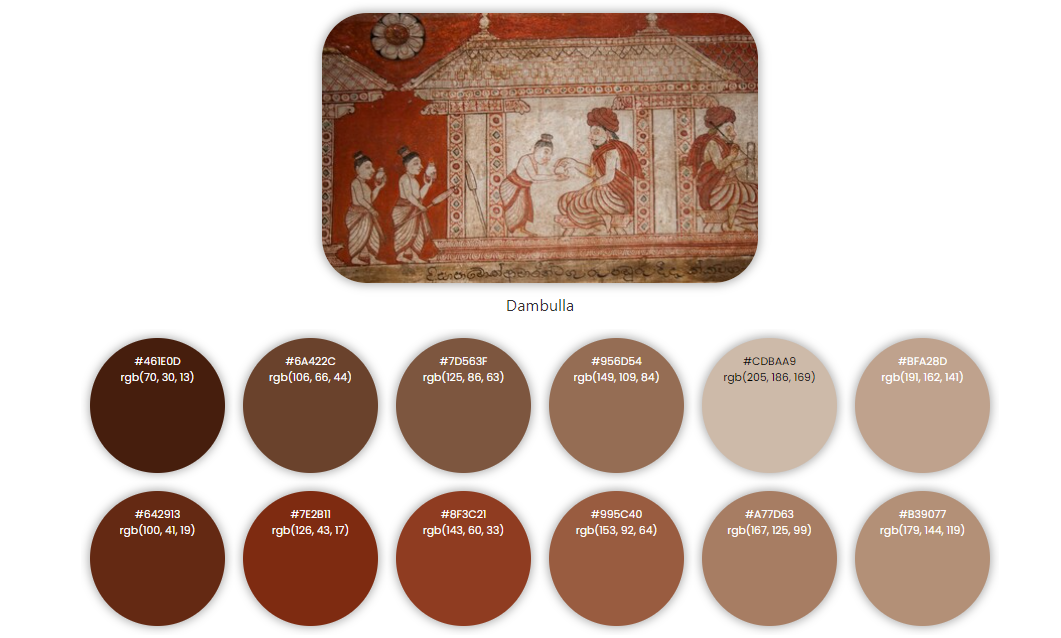 Dambulla
#461E0D
rgb(70, 30, 13)
#6A422C
rgb(106, 66, 44)
#7D563F
rgb(125, 86, 63)
#956D54
rgb(149, 109, 84)
#CDBAA9
rgb(205, 186, 169)
#BFA28D
rgb(191, 162, 141)
#642913
rgb(100, 41, 19)
#7E2B11
rgb(126, 43, 17)
#8F3C21
rgb(143, 60, 33)
#995C40
rgb(153, 92, 64)
#A77D63
rgb(167, 125, 99)
#B39077
rgb(179, 144, 119)